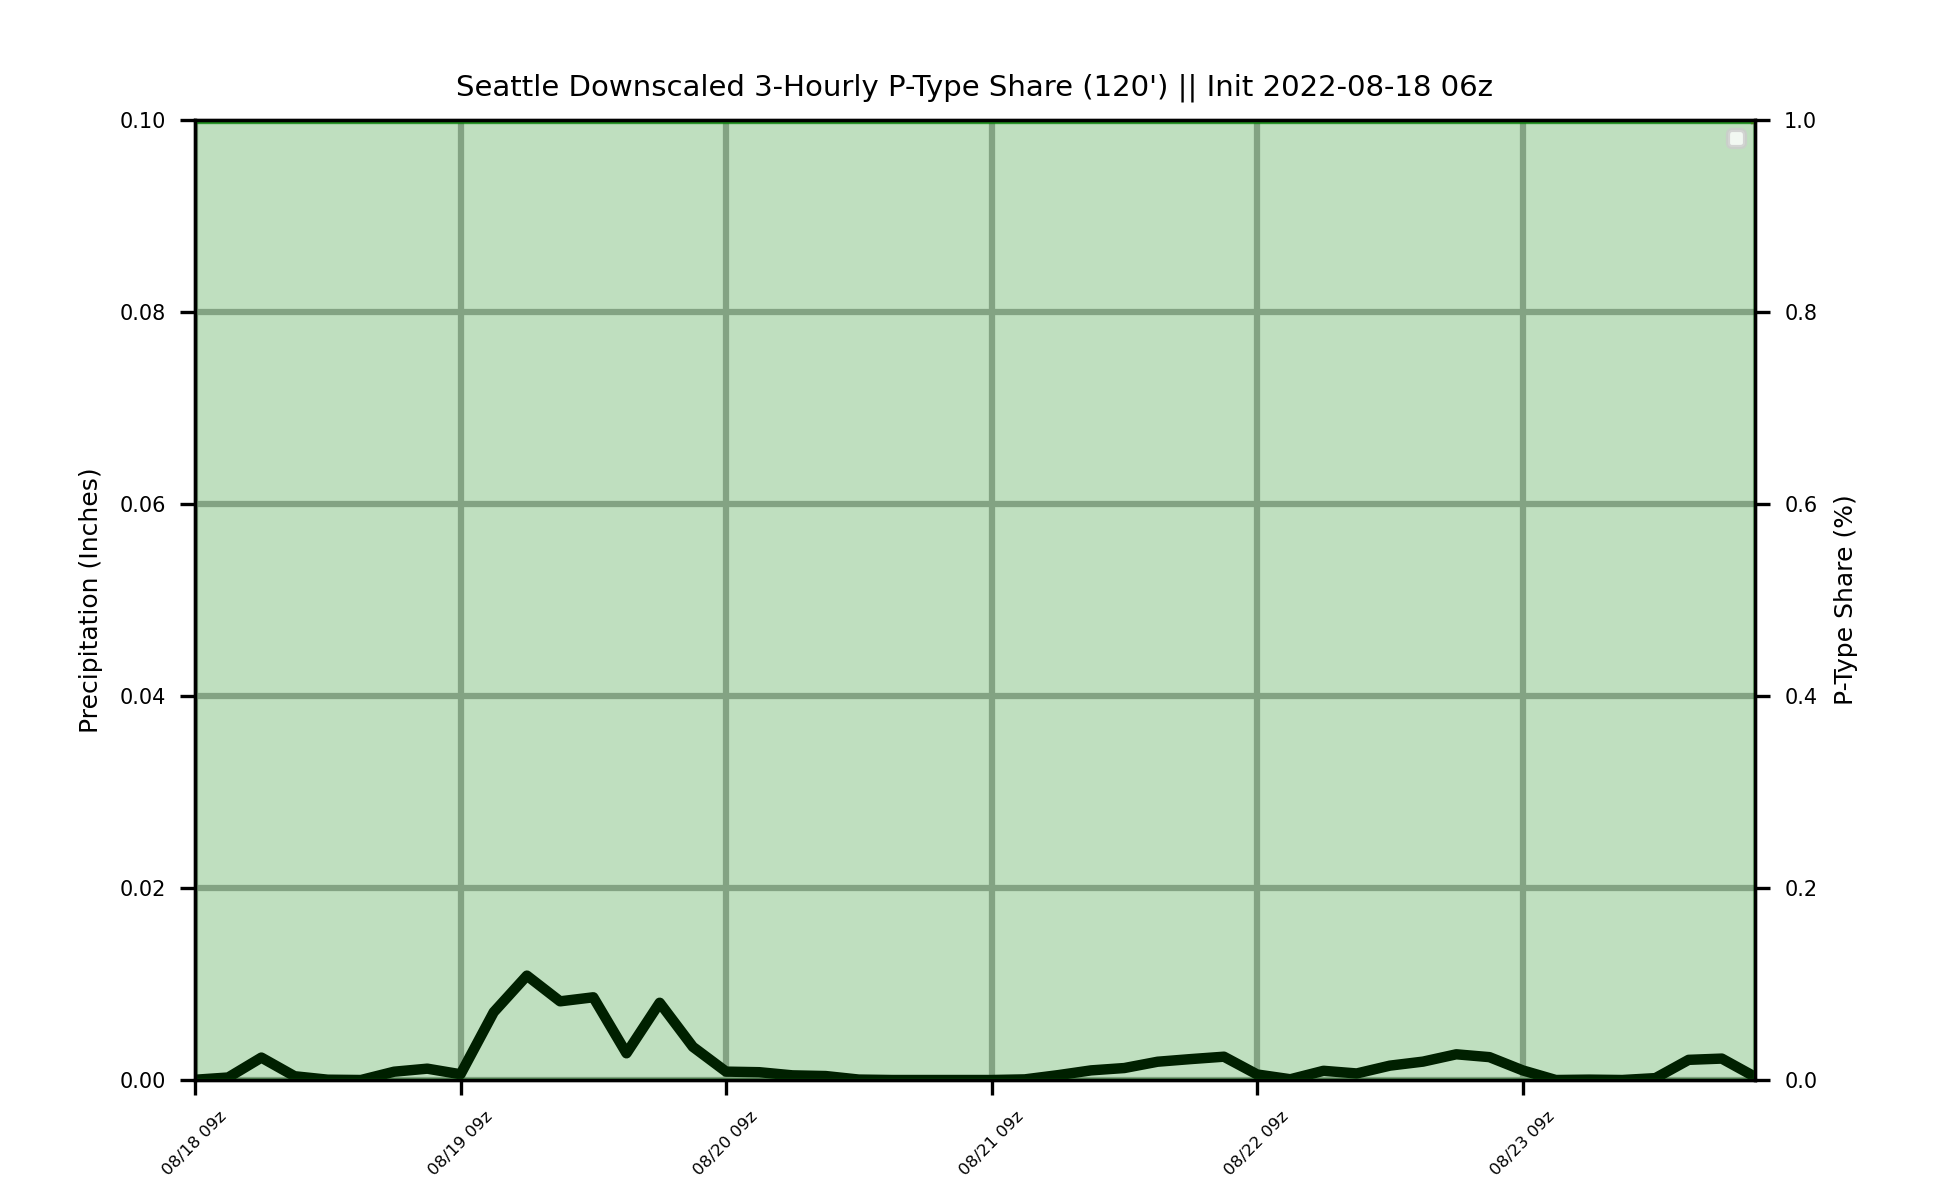 Seattle Downscaled 3-Hourly P-Type Share (120') || Init 2022-08-18 06z
Precipitation (Inches)
0.10
0.08
0.06
0.04
0.02
0.00
1.0
0.8
0.6
0.4
0.2
0.0
P-Type Share (%)
08/18 09z
08/19 09z
08/20 09z
08/21 09z
08/22 09z
08/23 09z